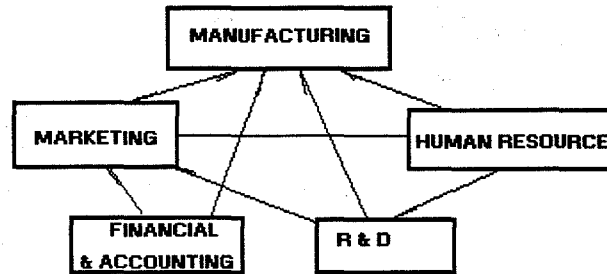 MANUFACTURING
MARKETING
HUMAN RESOURCE
FINANCIAL
& ACCOUNTING
R & D